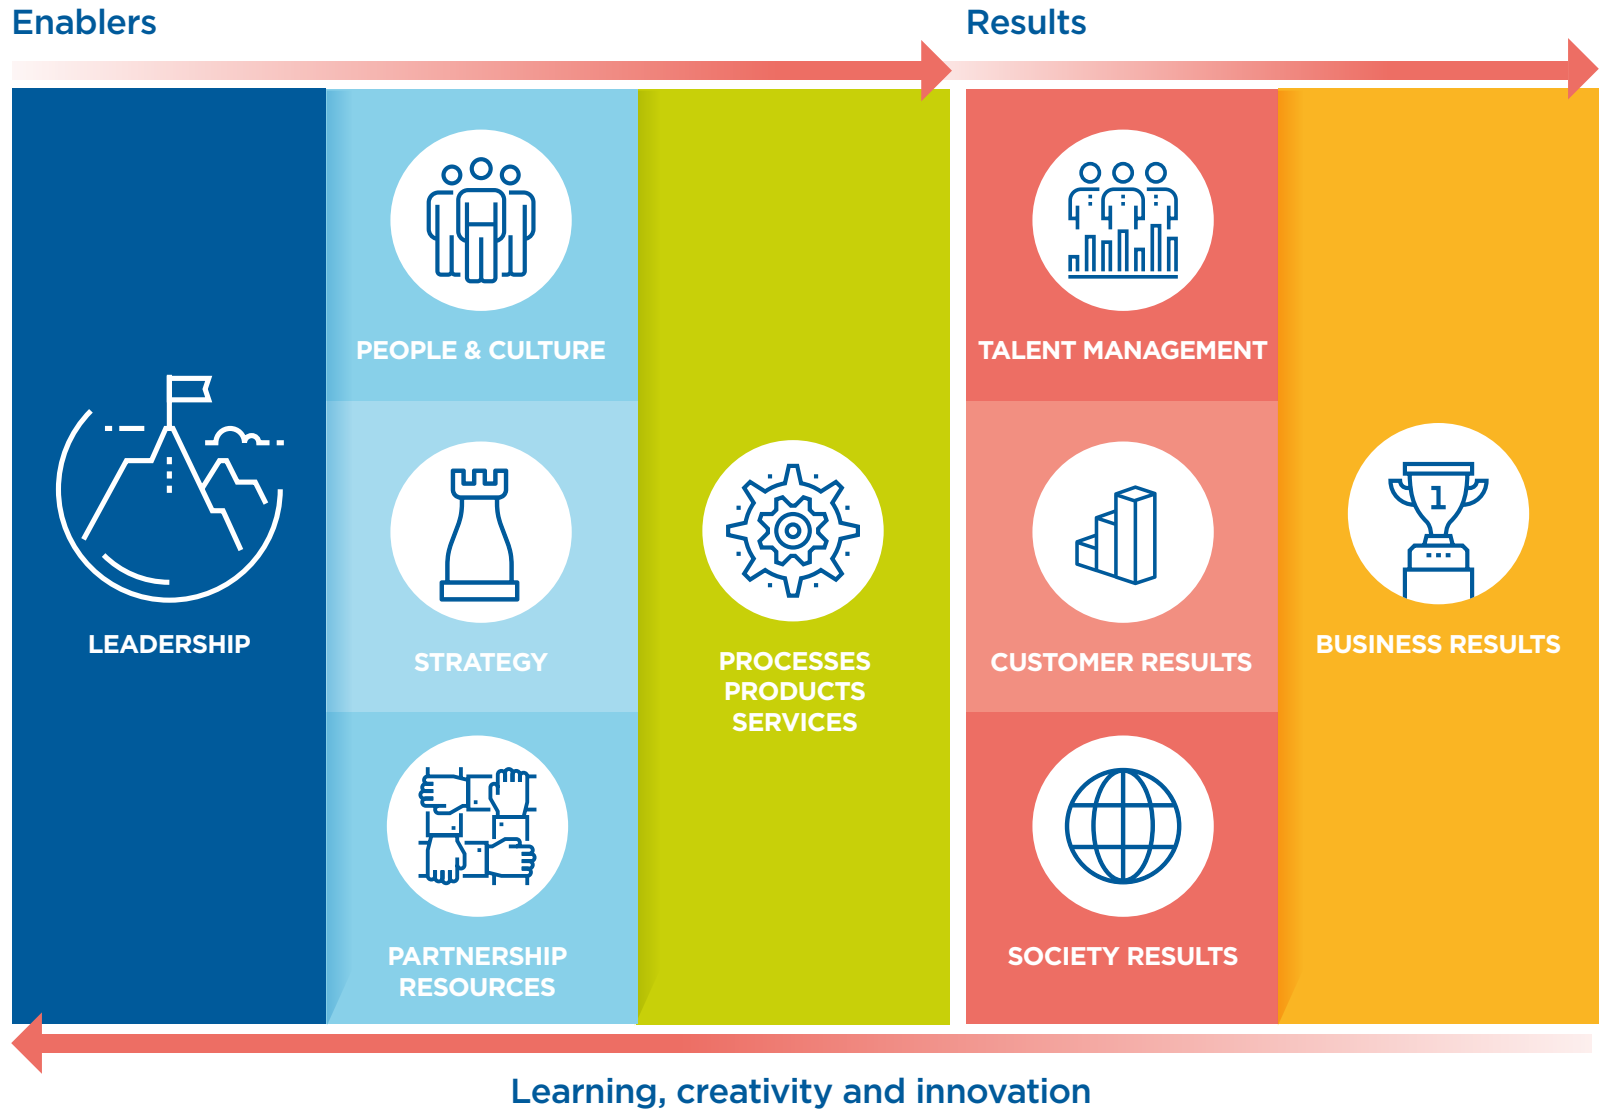 Enablers
Results
LEADERSHIP
PEOPLE & CULTURE
STRATEGY
PARTNERSHIP
RESOURCES
PROCESSES
PRODUCTS
SERVICES
TALENT MANAGEMENT
CUSTOMER RESULTS
SOCIETY RESULTS
1
BUSINESS RESULTS
Learning, creativity and innovation